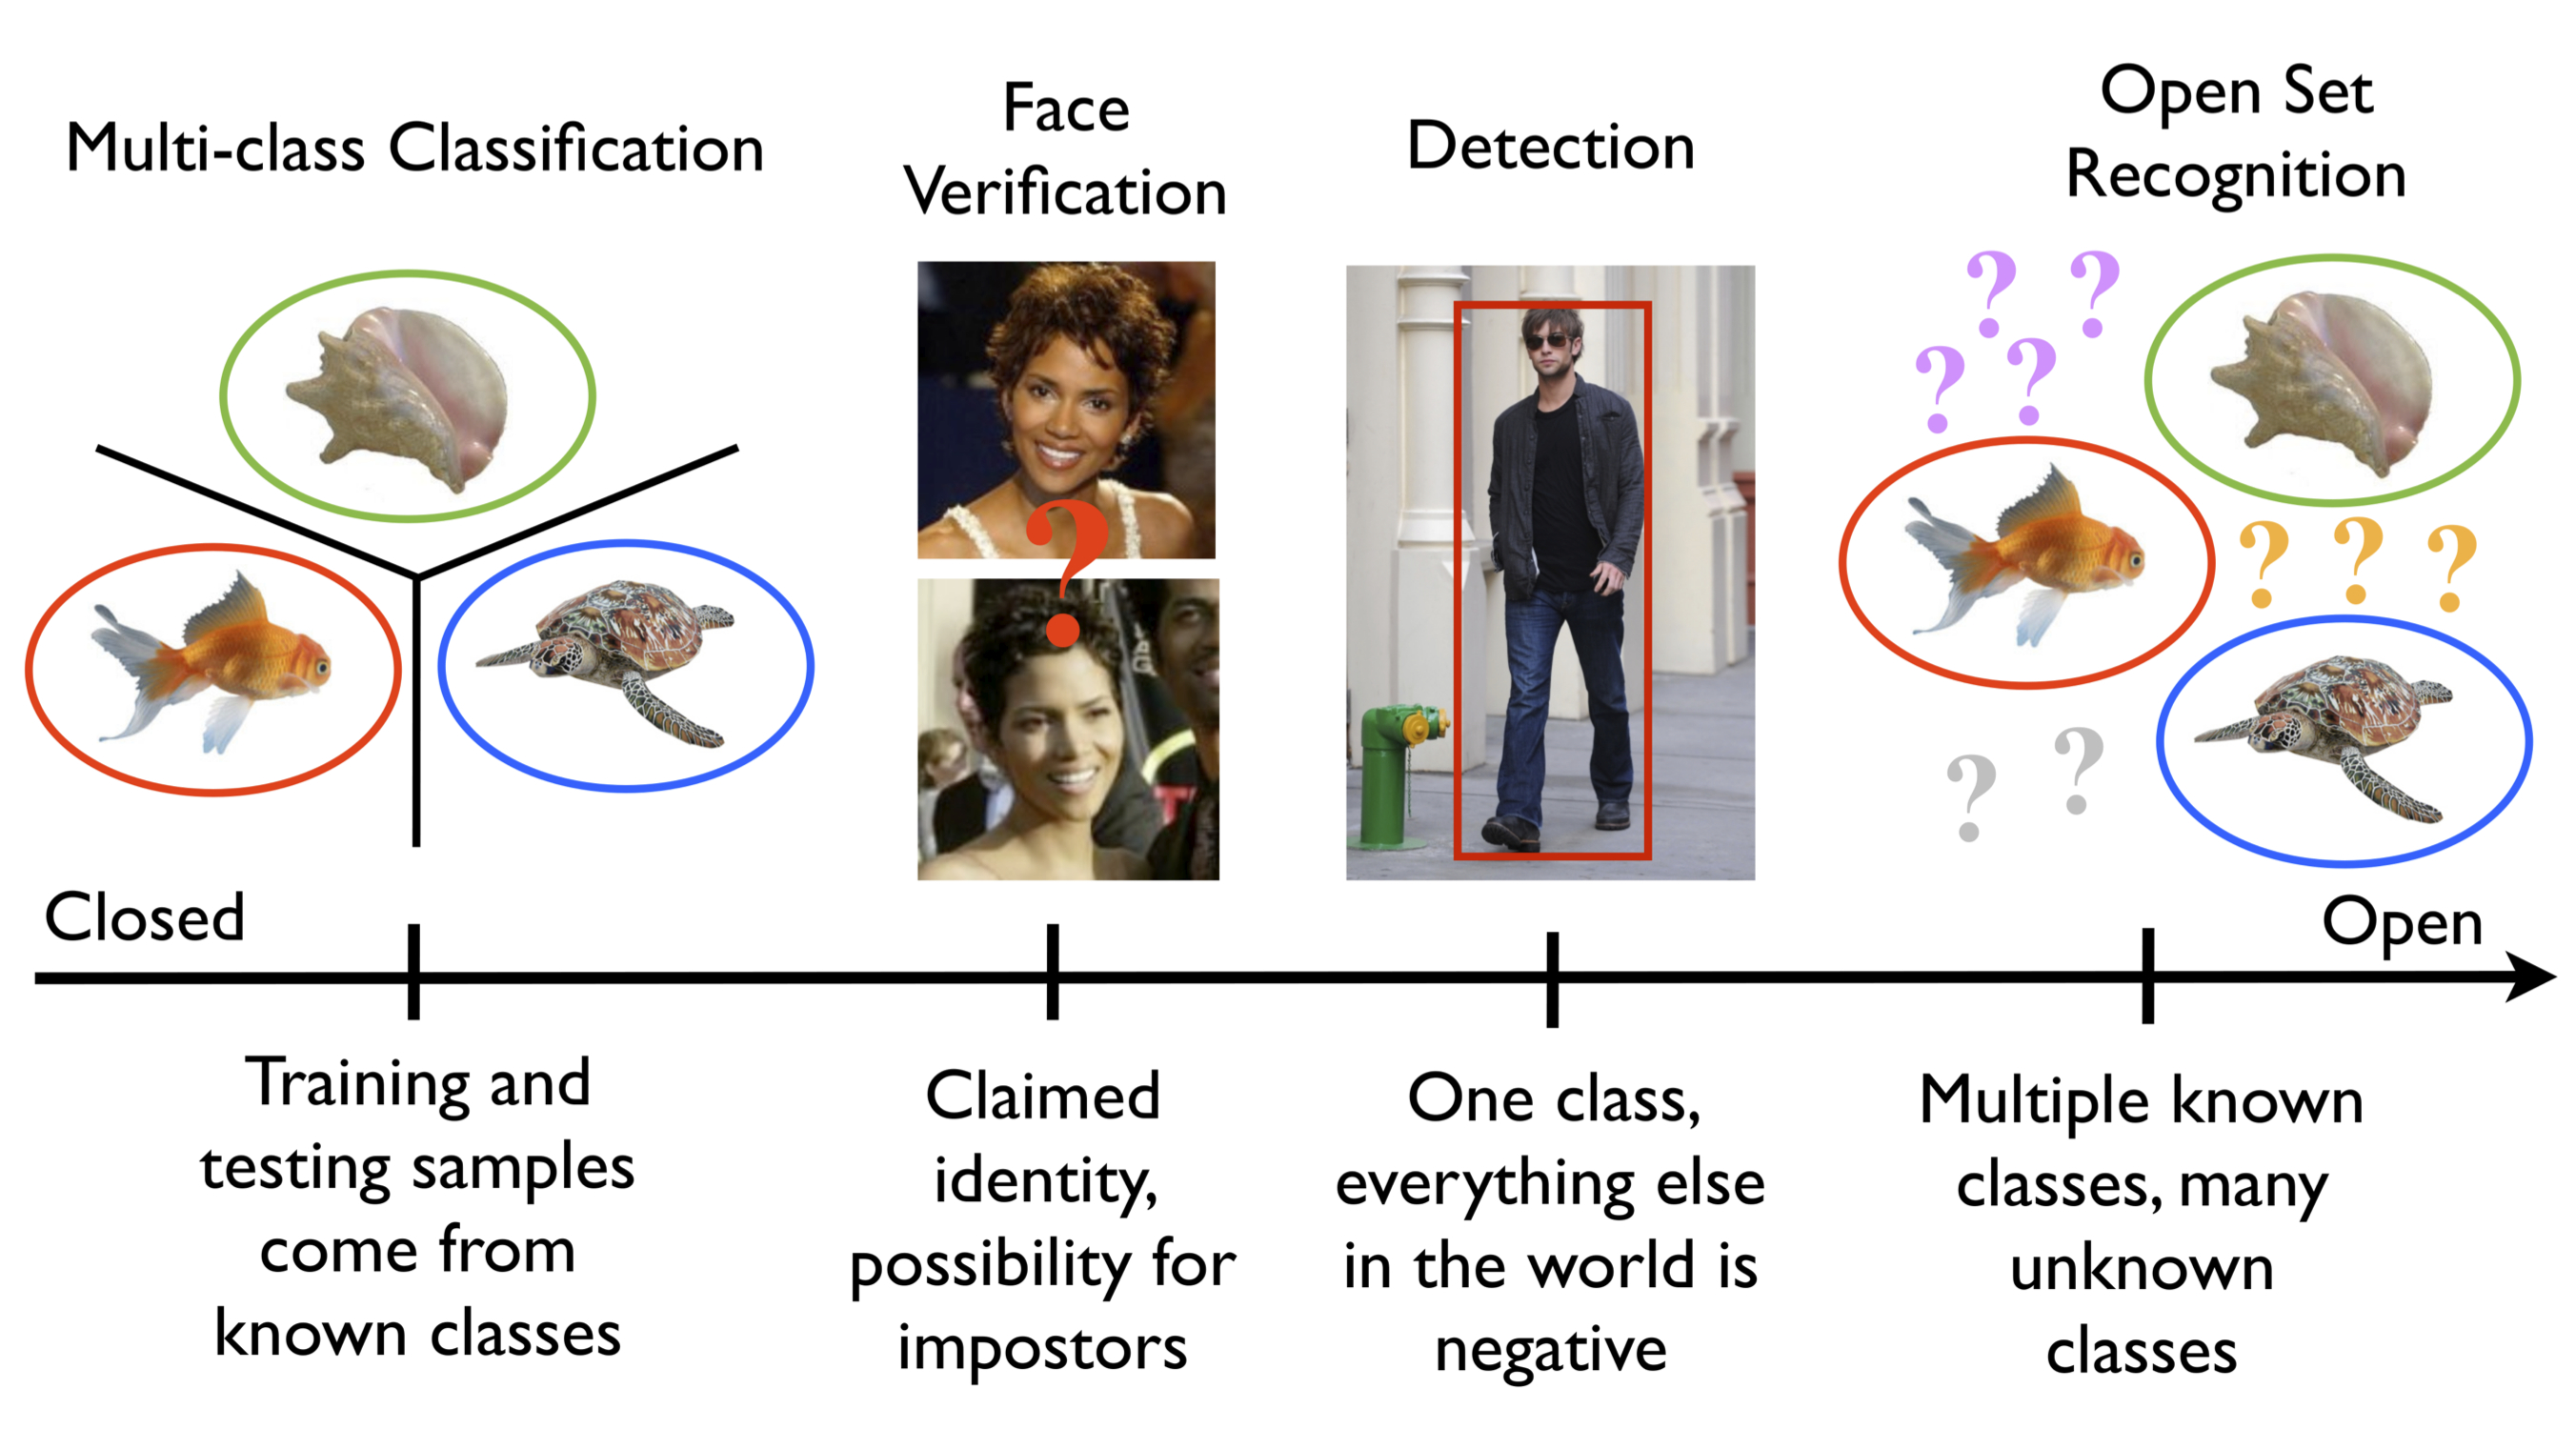 Multi-class Classification
Face
Verification
Detection
Open Set
Recognition
? ?
? ?
?
? ? ?
? ?
Closed
Open
Training and
testing samples
come from
known classes
Claimed
identity,
possibility for
impostors
One class,
everything else
in the world is
negative
Multiple known
classes, many
unknown
classes